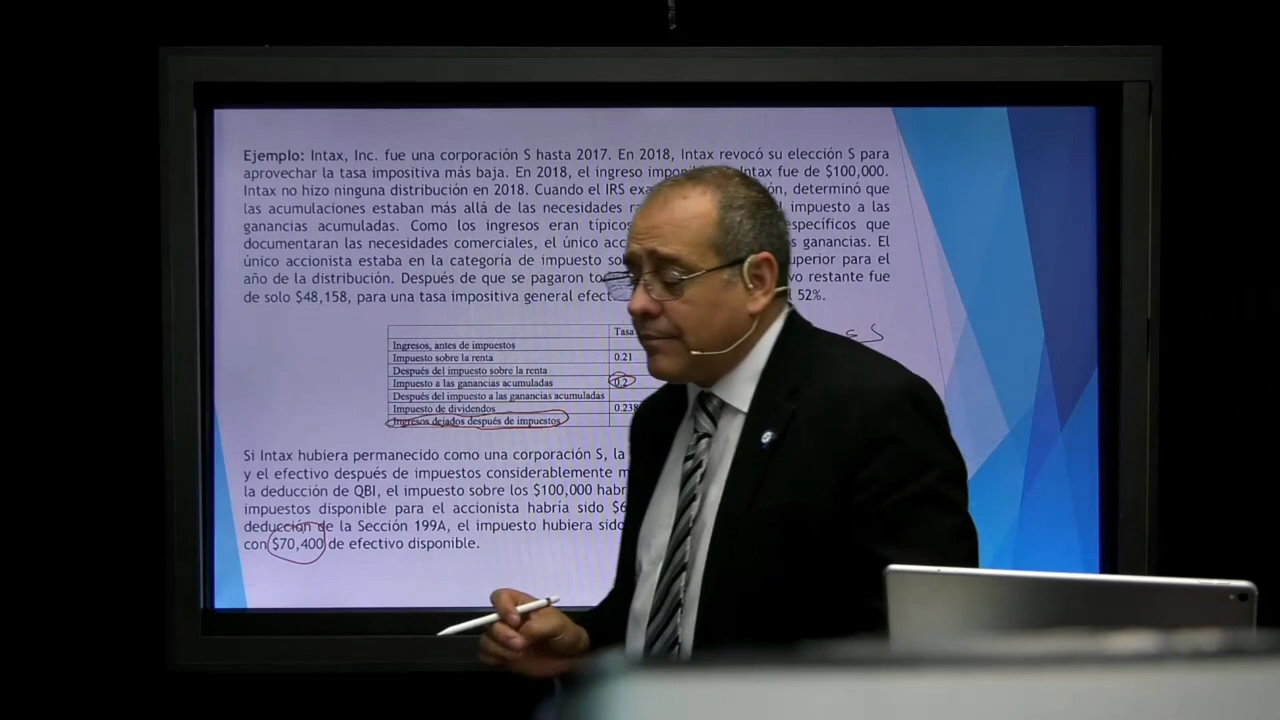 Ejemplo: Intax, Inc. fue una corporación S hasta 2017. En 2018, Intax revocó su elección S para
aprovechar la tasa impositiva más baja. En 2018, el ingreso Intax fue de $100,000.
Intax no hizo ninguna distribución en 2018. Cuando el IRS determinó que
las acumulaciones estaban más allá de las necesidades impuesto a las
ganancias acumuladas. Como los ingresos eran específicos que
documentaran las necesidades comerciales, el único ganancias. El
único accionista estaba en la categoría de impuesto para el
año de la distribución. Después de que se pagaron restante fue
de solo $48,158, para una tasa impositiva general 52%.
S
Tasa
Ingresos, antes de impuestos
Impuesto sobre la renta 0.21
Después del impuesto sobre la renta
Impuesto a las ganancias acumuladas 0.2
Después del impuesto a las ganancias acumuladas
Impuesto de dividendos 0.238
Ingresos dejados después de impuestos
Si Intax hubiera permanecido como una corporación S, la
y el efectivo después de impuestos considerablemente
la deducción de QBI, el impuesto sobre los $100,000
impuestos disponible para el accionista habría sido
deducción de la Sección 199A, el impuesto hubiera
con $70,400 de efectivo disponible.